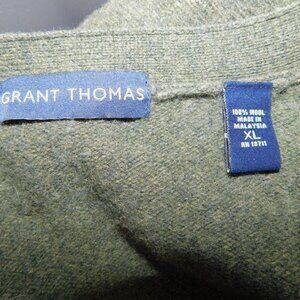 GRANT THOMAS
100% WOOL
MADE IN
MALAYSIA
XL
RN 13711